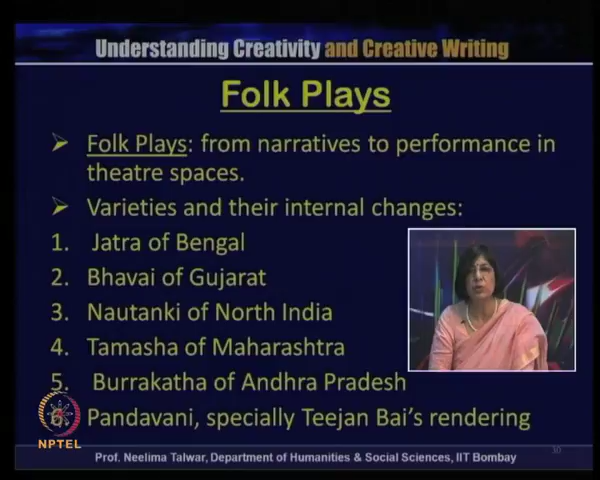 Understanding Creativity and Creative Writing
Folk Plays
Folk Plays: from narratives to performance in
theatre spaces.
Varieties and their internal changes:
1. Jatra of Bengal
2. Bhavai of Gujarat
3. Nautanki of North India
4. Tamasha of Maharashtra
5. Burrakatha of Andhra Pradesh
6. Pandavani, specially Teejan Bai's rendering
NPTEL
Prof. Neelima Talwar, Department of Humanities & Social Sciences, IIT Bombay
30